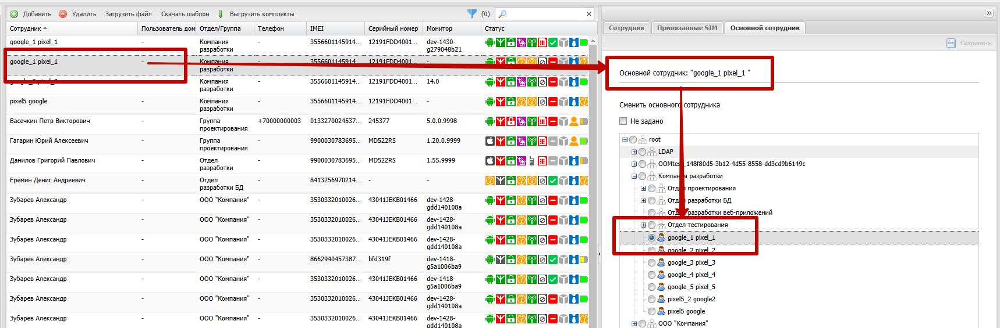 Добавить Удалить Загрузить файл Скачать шаблон Выгрузить комплекты (0)
Сотрудник Пользователь дом Отдел/Группа Телефон IMEI Серийный номер Монитор Статус
google_1 pixel_1 - Компания разработки - 3556601145914... 12191FDD4001... dev-1430-g279048b21
google_1 pixel_1 - Компания разработки - 3556601145914... 12191FDD4001... -
- Компания разработки - 3556601145914... 12191FDD4001... 14.0
pixel5 google - Компания разработки - 3556601145914... 12191FDD4001... -
Васечкин Петр Викторович - Группа проектирования +70000000003 0133270024537... 245377 5.0.0.9998
Гагарин Юрий Алексеевич - Группа проектирования - 9900030783695... MD522RS 1.20.0.9999
Данилов Григорий Павлович - Отдел разработки - 9900030783695... MD522RS 1.55.9999
Ерёмин Денис Андреевич - Отдел разработки БД - 8413256970214... - -
Зубарев Александр - ООО "Компания" - 3530332010026... 43041JEKB01466 dev-1428-gdd140108a
Зубарев Александр - ООО "Компания" - 3530332010026... 43041JEKB01466 dev-1428-gdd140108a
Зубарев Александр - ООО "Компания" - 3530332010026... 43041JEKB01466 dev-1428-gdd140108a
Зубарев Александр - ООО "Компания" - 8662940457387... bfd319f dev-1418-g5a1006ba9
Зубарев Александр - ООО "Компания" - 3530332010026... 43041JEKB01466 dev-1418-g5a1006ba9
Зубарев Александр - ООО "Компания" - 3530332010026... 43041JEKB01466 dev-1428-gdd140108a
Зубарев Александр - ООО "Компания" - 3530332010026... 43041JEKB01466 dev-1428-gdd140108a
Сотрудник Привязанные SIM Основной сотрудник
Сохранить
Основной сотрудник: "google_1 pixel_1 "
Сменить основного сотрудника
Не задано
root
LDAP
OOMtest_148f80d5-3b12-4d55-8558-dd3cd9b6149c
Компания разработки
Отдел проектирования
Отдел разработки БД
Отдел разработки веб-приложений
Отдел тестирования
google_1 pixel_1
google_2 pixel_2
google_3 pixel_3
google_4 pixel_4
google_5 pixel_5
pixel5_2 google2
pixel5 google
ООО "Компания"